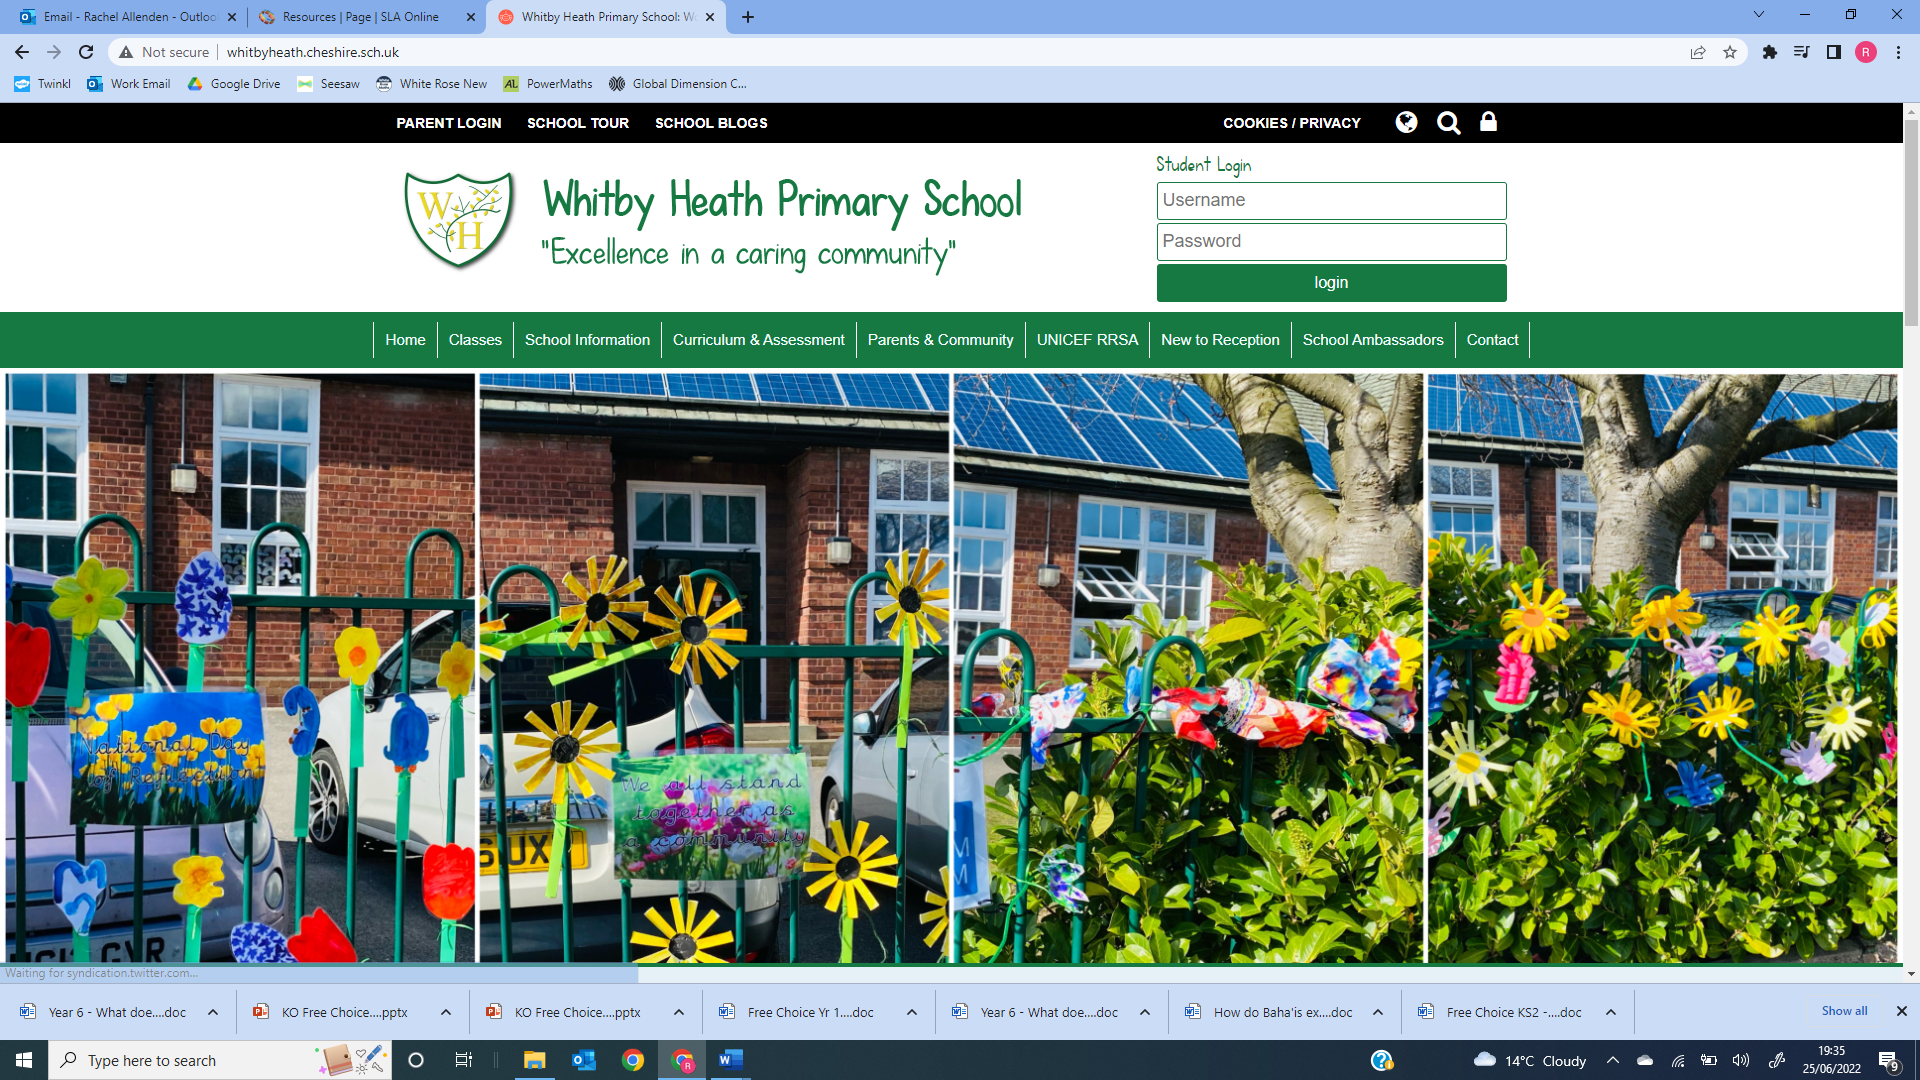 Email - Rachel Allenden - Outloo
Resources | Page | SLA Online
Whitby Heath Primary School: W
Not secure
whitbyheath.cheshire.sch.uk
R
Twinkl
Work Email
Google Drive
Seesaw
White Rose New
PowerMaths
Global Dimension C...
PARENT LOGIN
SCHOOL TOUR
SCHOOL BLOGS
COOKIES / PRIVACY
W
H
Whitby Heath Primary School
"Excellence in a caring community"
Student Login
Username
Password
login
Home
Classes
School Information
Curriculum & Assessment
Parents & Community
UNICEF RRSA
New to Reception
School Ambassadors
Contact
National Day
of Reflection
We all stand
together as
a community
Waiting for syndication.twitter.com...
Year 6 - What doe....doc
KO Free Choice....pptx
KO Free Choice....pptx
Free Choice Yr 1....doc
Year 6 - What doe....doc
How do Baha'is ex....doc
Free Choice KS2 -....doc
Show all
Type here to search
14°C Cloudy
19:35
25/06/2022
9